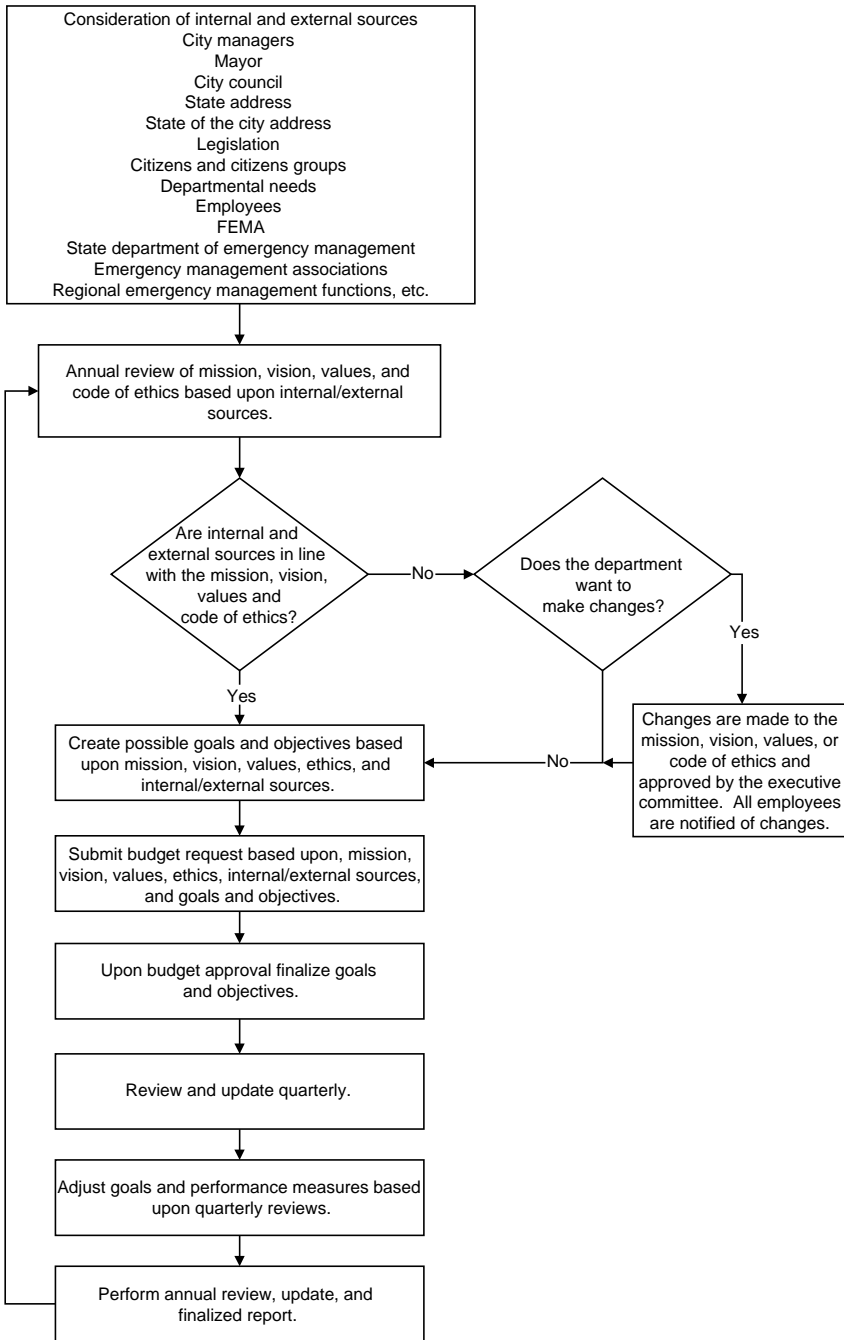 Consideration of internal and external sources
City managers
Mayor
City council
State address
State of the city address
Legislation
Citizens and citizens groups
Departmental needs
Employees
FEMA
State department of emergency management
Emergency management associations
Regional emergency management functions, etc.
Annual review of mission, vision, values, and
code of ethics based upon internal/external
sources.
Are internal and
external sources in line
with the mission, vision,
values and
code of ethics?
No
Does the department
want to
make changes?
Yes
Yes
Changes are made to the
mission, vision, values, or
code of ethics and
approved by the executive
committee. All employees
are notified of changes.
No
Create possible goals and objectives based
upon mission, vision, values, ethics, and
internal/external sources.
Submit budget request based upon, mission,
vision, values, ethics, internal/external sources,
and goals and objectives.
Upon budget approval finalize goals
and objectives.
Review and update quarterly.
Adjust goals and performance measures based
upon quarterly reviews.
Perform annual review, update, and
finalized report.